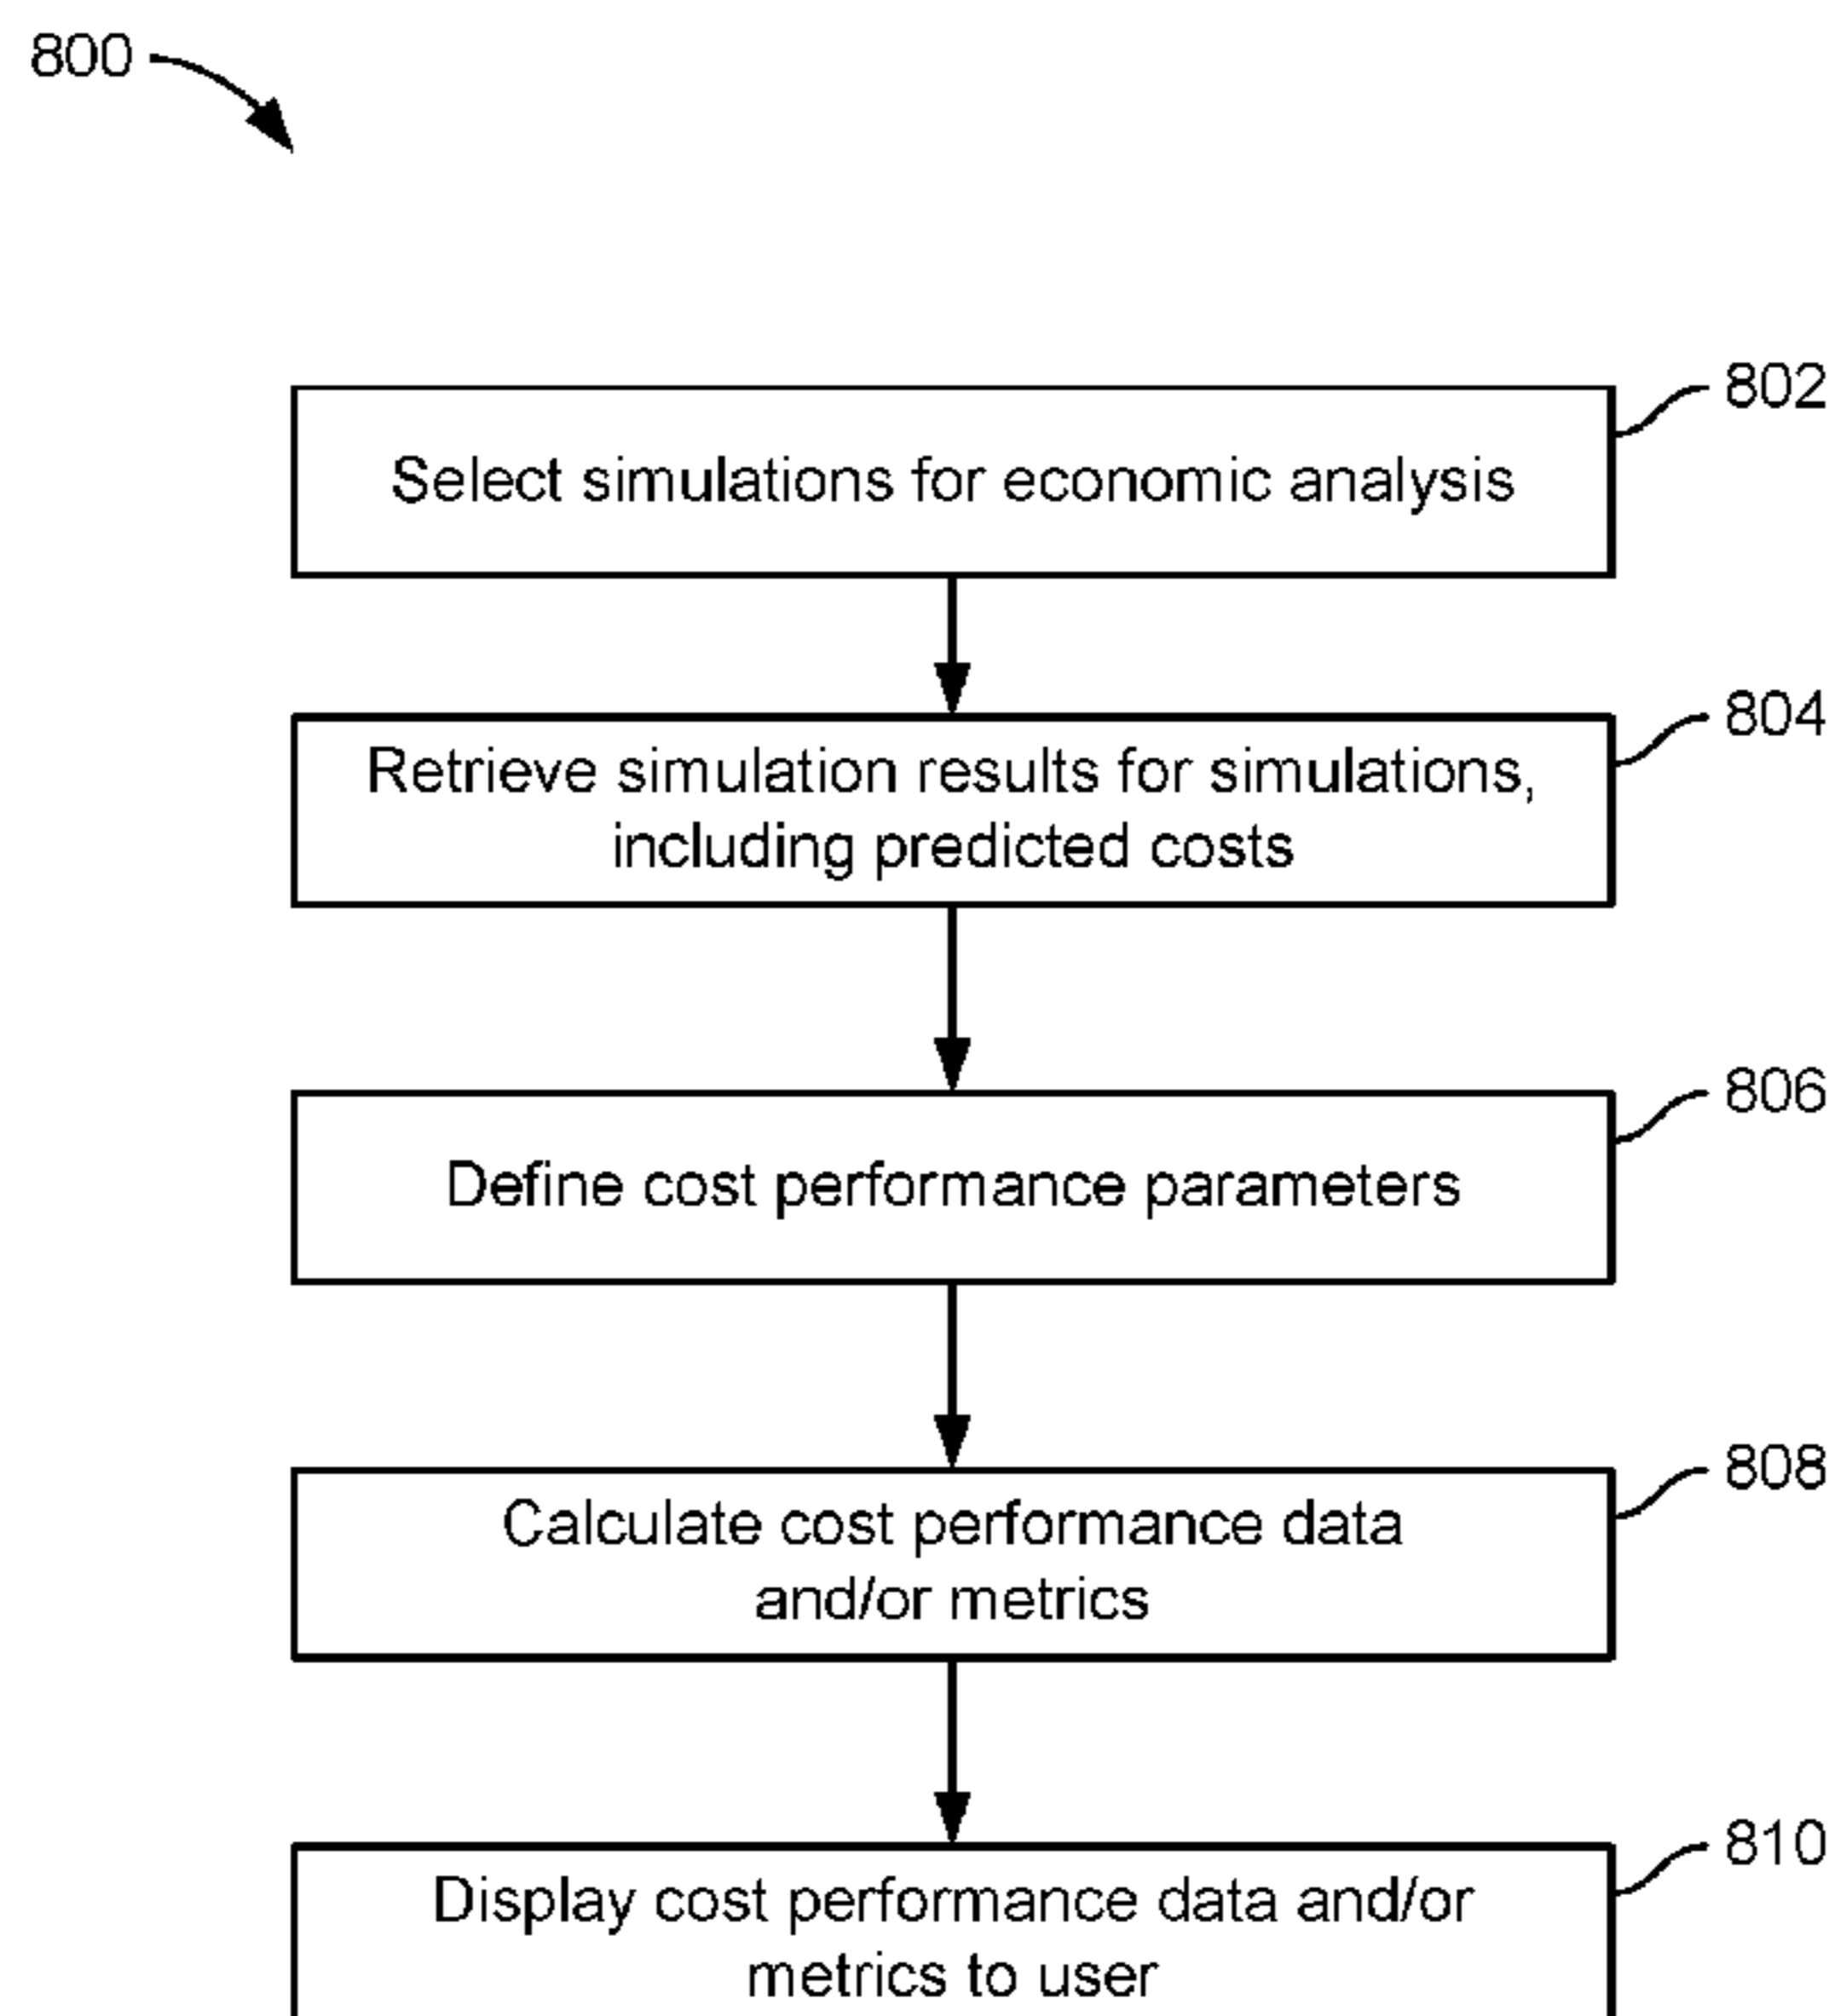 800
802
Select simulations for economic analysis
804
Retrieve simulation results for simulations,
including predicted costs
806
Define cost performance parameters
808
Calculate cost performance data
and/or metrics
810
Display cost performance data and/or
metrics to user